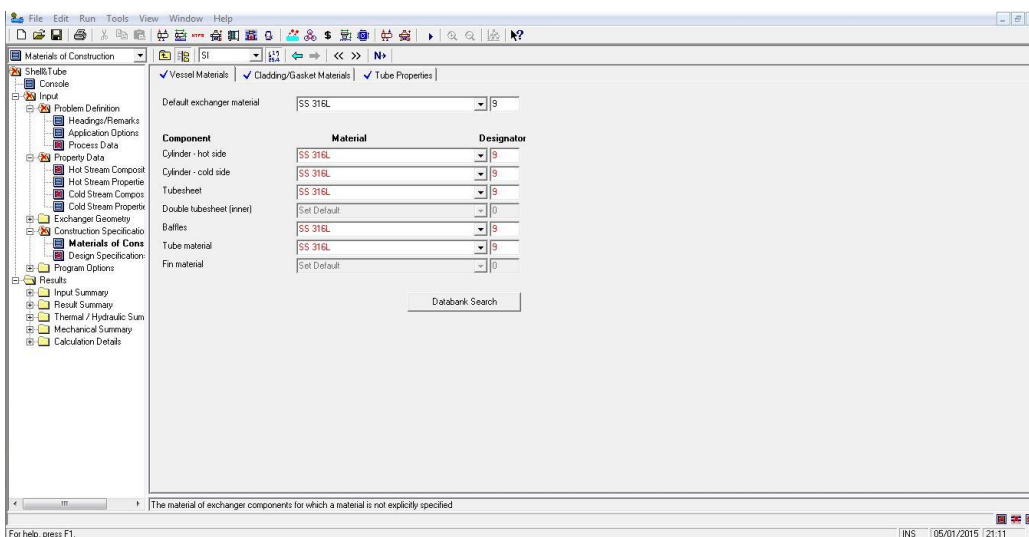 File Edit Run Tools View Window Help
Materials of Construction
SI
N
Shell&Tube
Console
Input
Problem Definition
Headings/Remarks
Application Options
Process Data
Property Data
Hot Stream Composit
Hot Stream Propertie
Cold Stream Compos
Cold Stream Propertie
Exchanger Geometry
Construction Specificatio
Materials of Cons
Design Specification:
Program Options
Results
Input Summary
Result Summary
Thermal / Hydraulic Sum
Mechanical Summary
Calculation Details
Vessel Materials Cladding/Gasket Materials Tube Properties
Default exchanger material SS 316L 9
Component Material Designator
Cylinder - hot side SS 316L 9
Cylinder - cold side SS 316L 9
Tubesheet SS 316L 9
Double tubesheet (inner) Set Default 0
Baffles SS 316L 9
Tube material SS 316L 9
Fin material Set Default 0
Databank Search
The material of exchanger components for which a material is not explicitly specified
For help, press F1. INS 05/01/2015 21:11